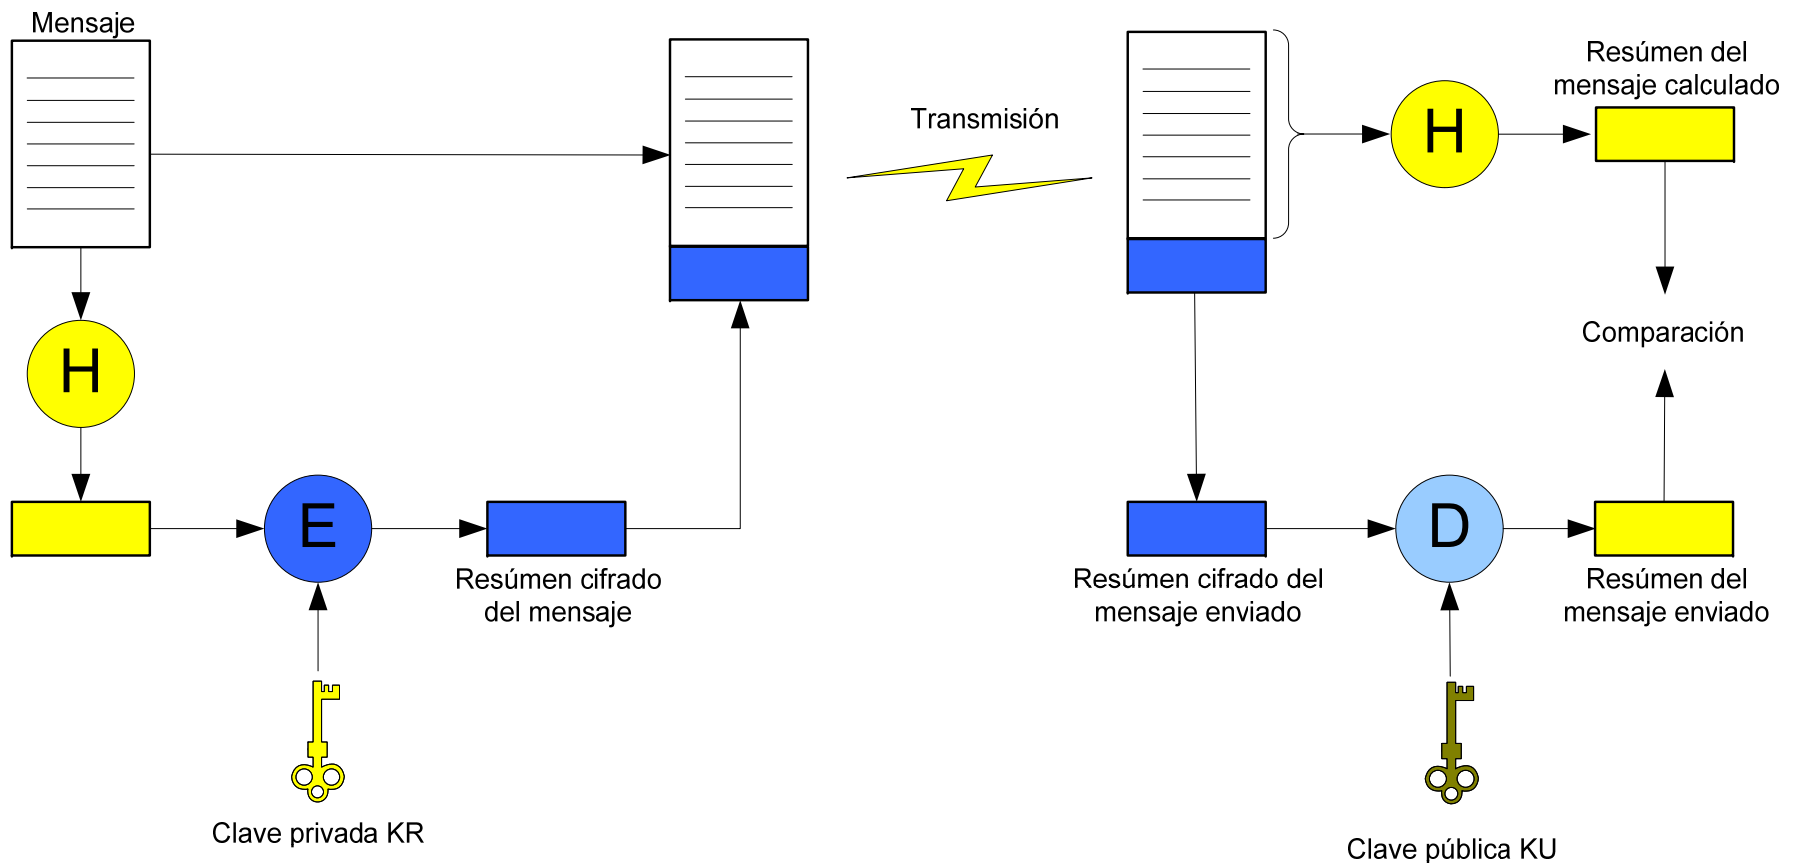 Mensaje
H
E
Resúmen cifrado
del mensaje
Clave privada KR
Transmisión
H
Resúmen del
mensaje calculado
Comparación
Resúmen cifrado del
mensaje enviado
D
Resúmen del
mensaje enviado
Clave pública KU